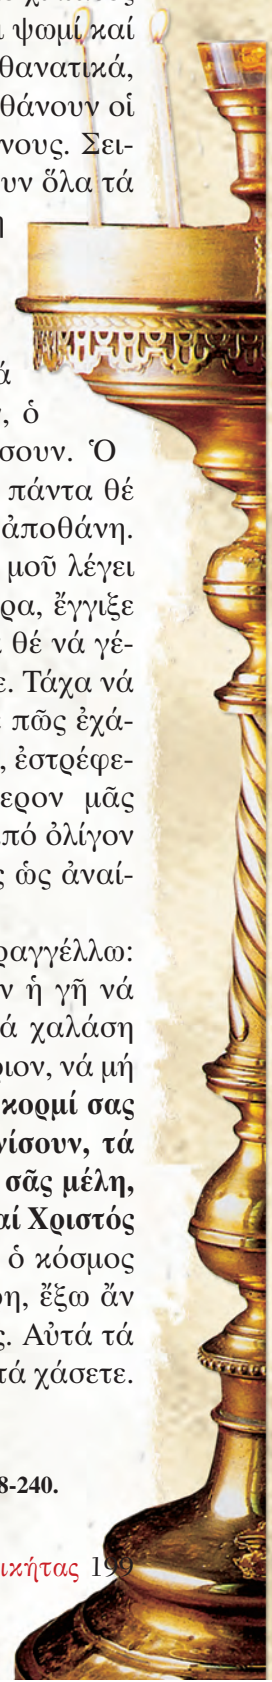 ψωμί καί
θανατικά,
θάνουν οἱ
νους. Σει-
ουν ὅλα τά
ά
, ὁ
σουν. Ὁ
πάντα θέ
ἀποθάνη.
μοῦ λέγει
ρα, ἔγγιξε
θέ νά γέ-
ε. Τάχα νά
πῶς ἐχά-
, ἐστρέφε-
ερον μᾶς
πό ὀλίγον
ς ὡς ἀναί-
ραγγέλλω:
ν ἡ γῆ νά
ά χαλάση
ριον, νά μή
κορμί σας
νίσουν, τά
σᾶς μέλη,
αί Χριστός
ὁ κόσμος
η, ἔξω ἄν
ς. Αὐτά τά
τά χάσετε.
8-240.
ικήτας 199